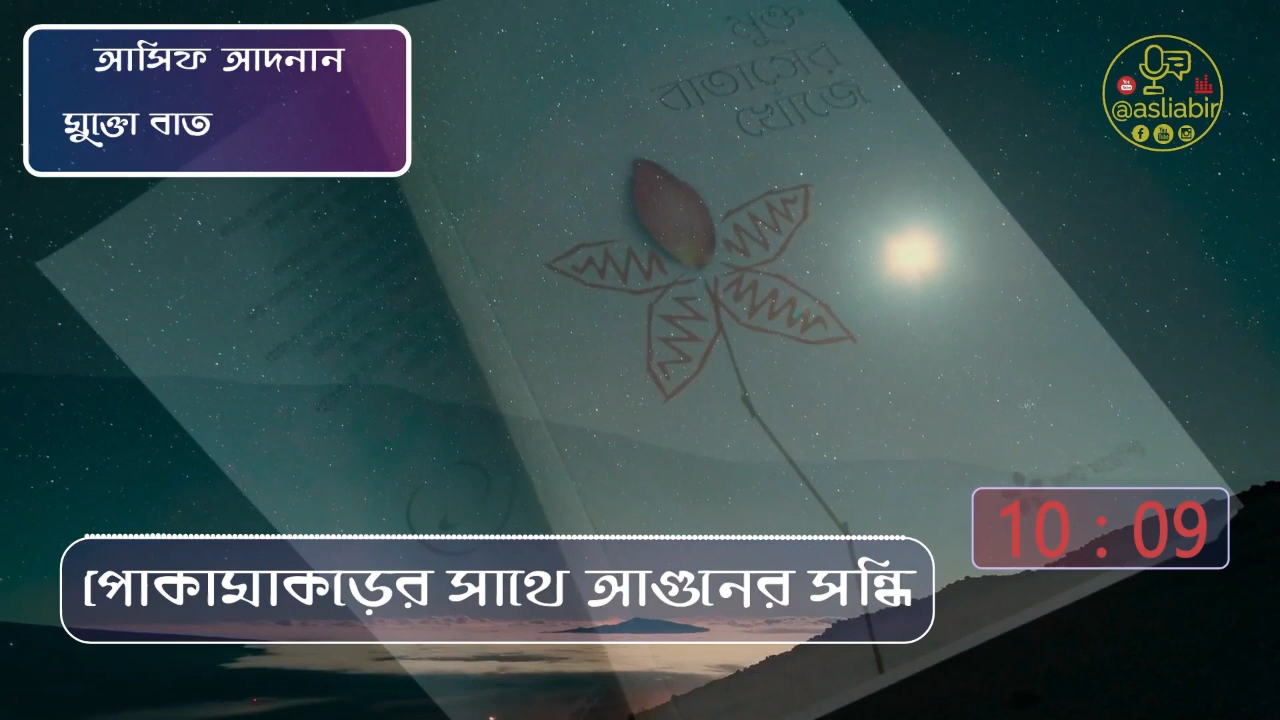 আসিফ আদনান
মুক্তো বাত
মুক্ত
বাতাসের
খোঁজে
@asliabir
10 : 09
পোকামাকড়ের সাথে আগুনের সন্ধি